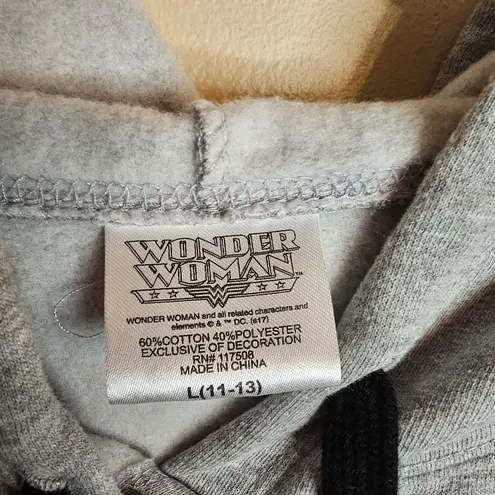 WONDER
WOMAN™
WONDER WOMAN and all related characters and
elements © & ™ DC. (s17)
60%COTTON 40%POLYESTER
EXCLUSIVE OF DECORATION
RN# 117508
MADE IN CHINA
L(11-13)